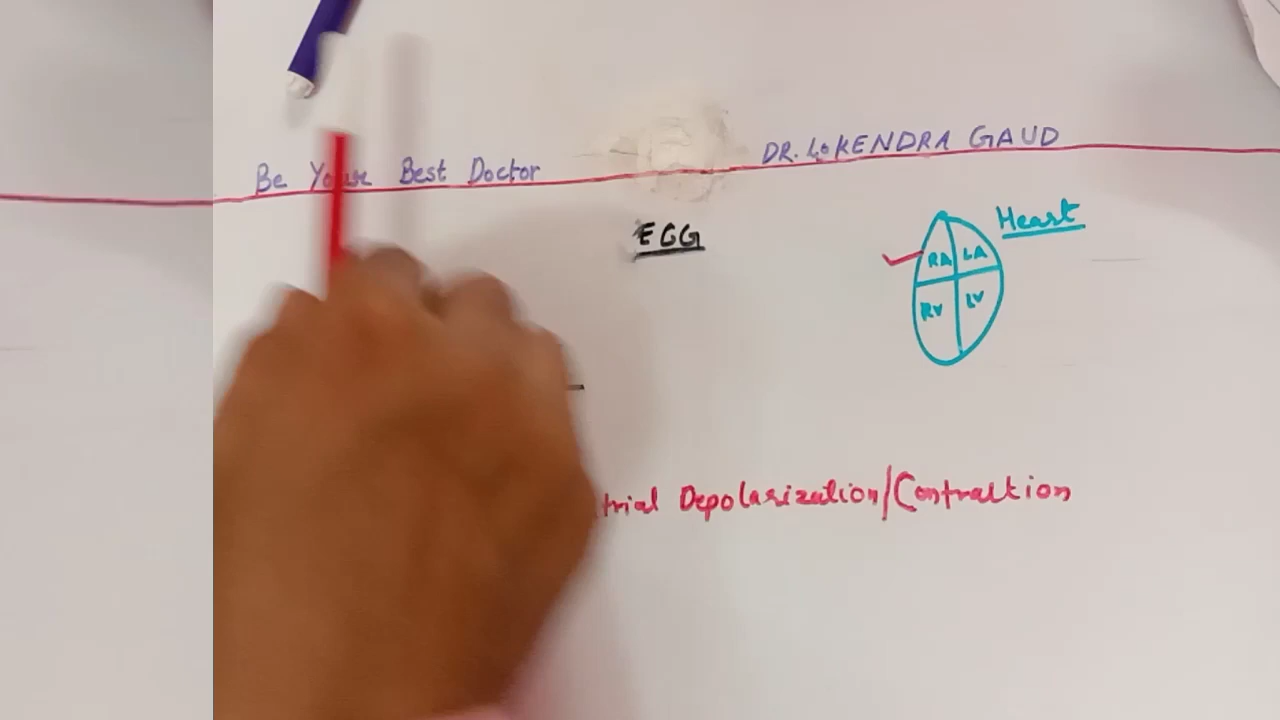 Be Your Best Doctor
DR. LOKENDRA GAUD
ECG
Heart
RA LA
RV LV
Depolarization/Contraction